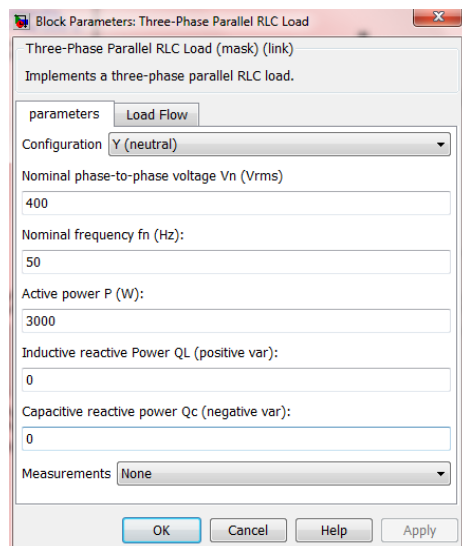 Block Parameters: Three-Phase Parallel RLC Load
Three-Phase Parallel RLC Load (mask) (link)
Implements a three-phase parallel RLC load.
parameters Load Flow
Configuration Y (neutral)
Nominal phase-to-phase voltage Vn (Vrms)
400
Nominal frequency fn (Hz):
50
Active power P (W):
3000
Inductive reactive Power QL (positive var):
0
Capacitive reactive power Qc (negative var):
0
Measurements None
OK Cancel Help Apply